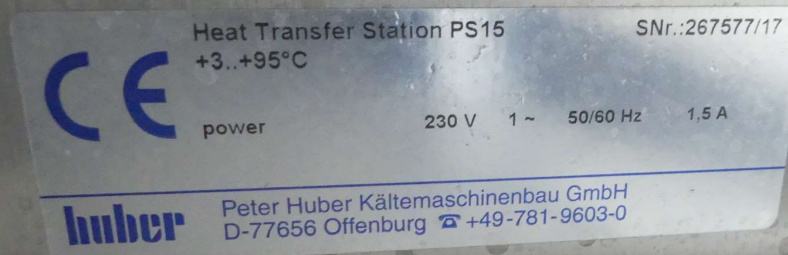 Heat Transfer Station PS15 SNr.:267577/17
+3..+95°C
CE
power 230 V 1~ 50/60 Hz 1,5 A
huber
Peter Huber Kältemaschinenbau GmbH
D-77656 Offenburg ☎ +49-781-9603-0